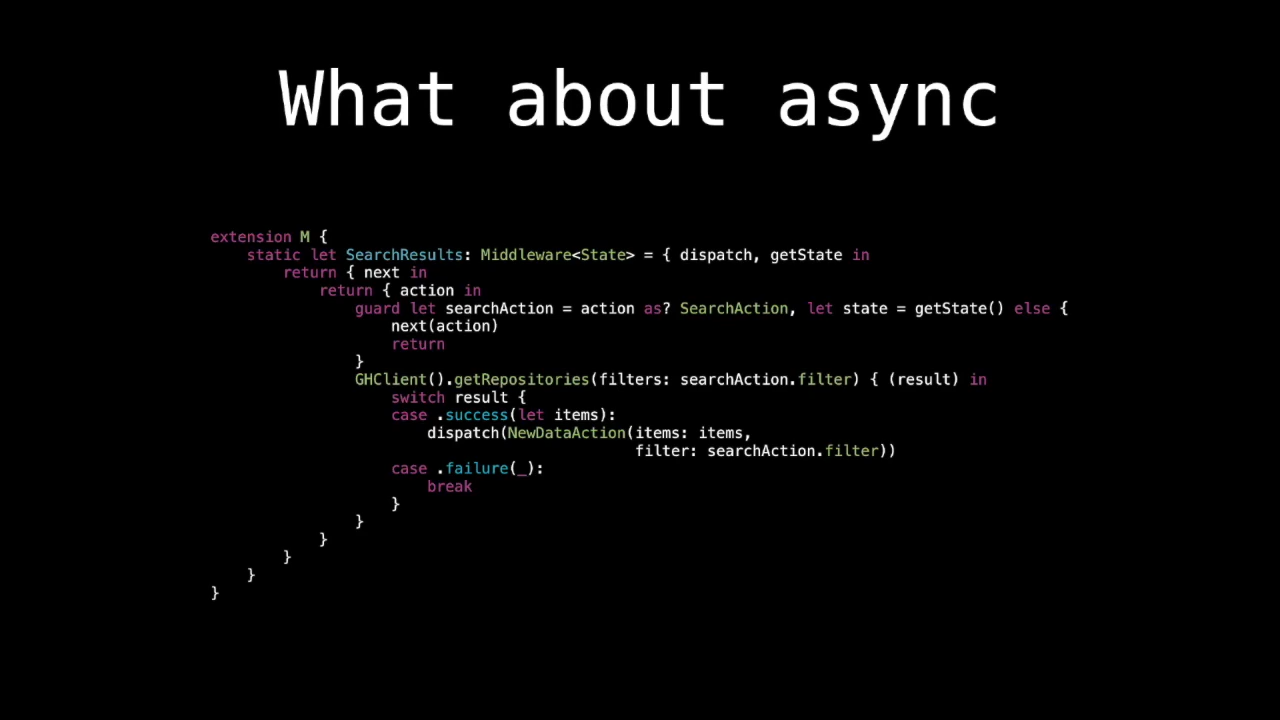 What about async
extension M {
    static let SearchResults: Middleware<State> = { dispatch, getState in
        return { next in
            return { action in
                guard let searchAction = action as? SearchAction, let state = getState() else {
                    next(action)
                    return
                }
                GHClient().getRepositories(filters: searchAction.filter) { (result) in
                    switch result {
                    case .success(let items):
                        dispatch(NewDataAction(items: items,
                                               filter: searchAction.filter))
                    case .failure(_):
                        break
                    }
                }
            }
        }
    }
}